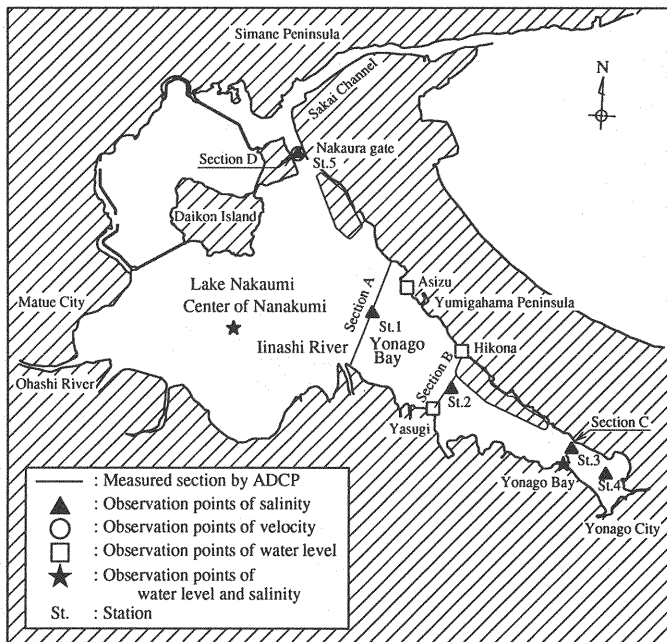 Simane Peninsula
Sakai Channel
N
Section D
Nakaura gate
St.5
Daikon Island
Lake Nakaumi
Center of Nanakumi
Matue City
Section A
Asizu
Yumigahama Peninsula
St.1
Iinashi River
Yonago
Bay
Hikona
Ohashi River
Section B
St.2
Yasugi
Section C
St.3
Yonago Bay
St.4
Yonago City
: Measured section by ADCP
: Observation points of salinity
: Observation points of velocity
: Observation points of water level
: Observation points of
water level and salinity
St. : Station